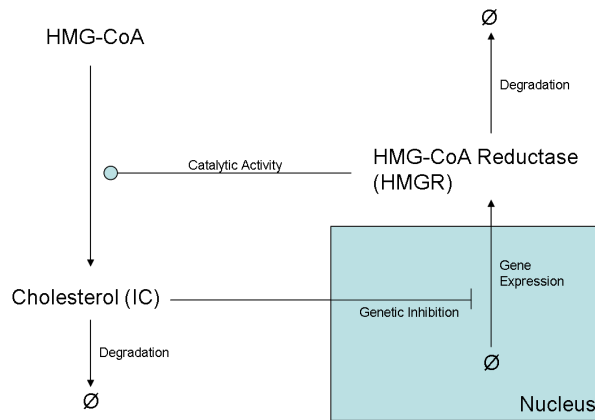 HMG-CoA
Ø
Degradation
Catalytic Activity
HMG-CoA Reductase
(HMGR)
Gene
Expression
Cholesterol (IC)
Genetic Inhibition
Degradation
Ø
Ø
Nucleus